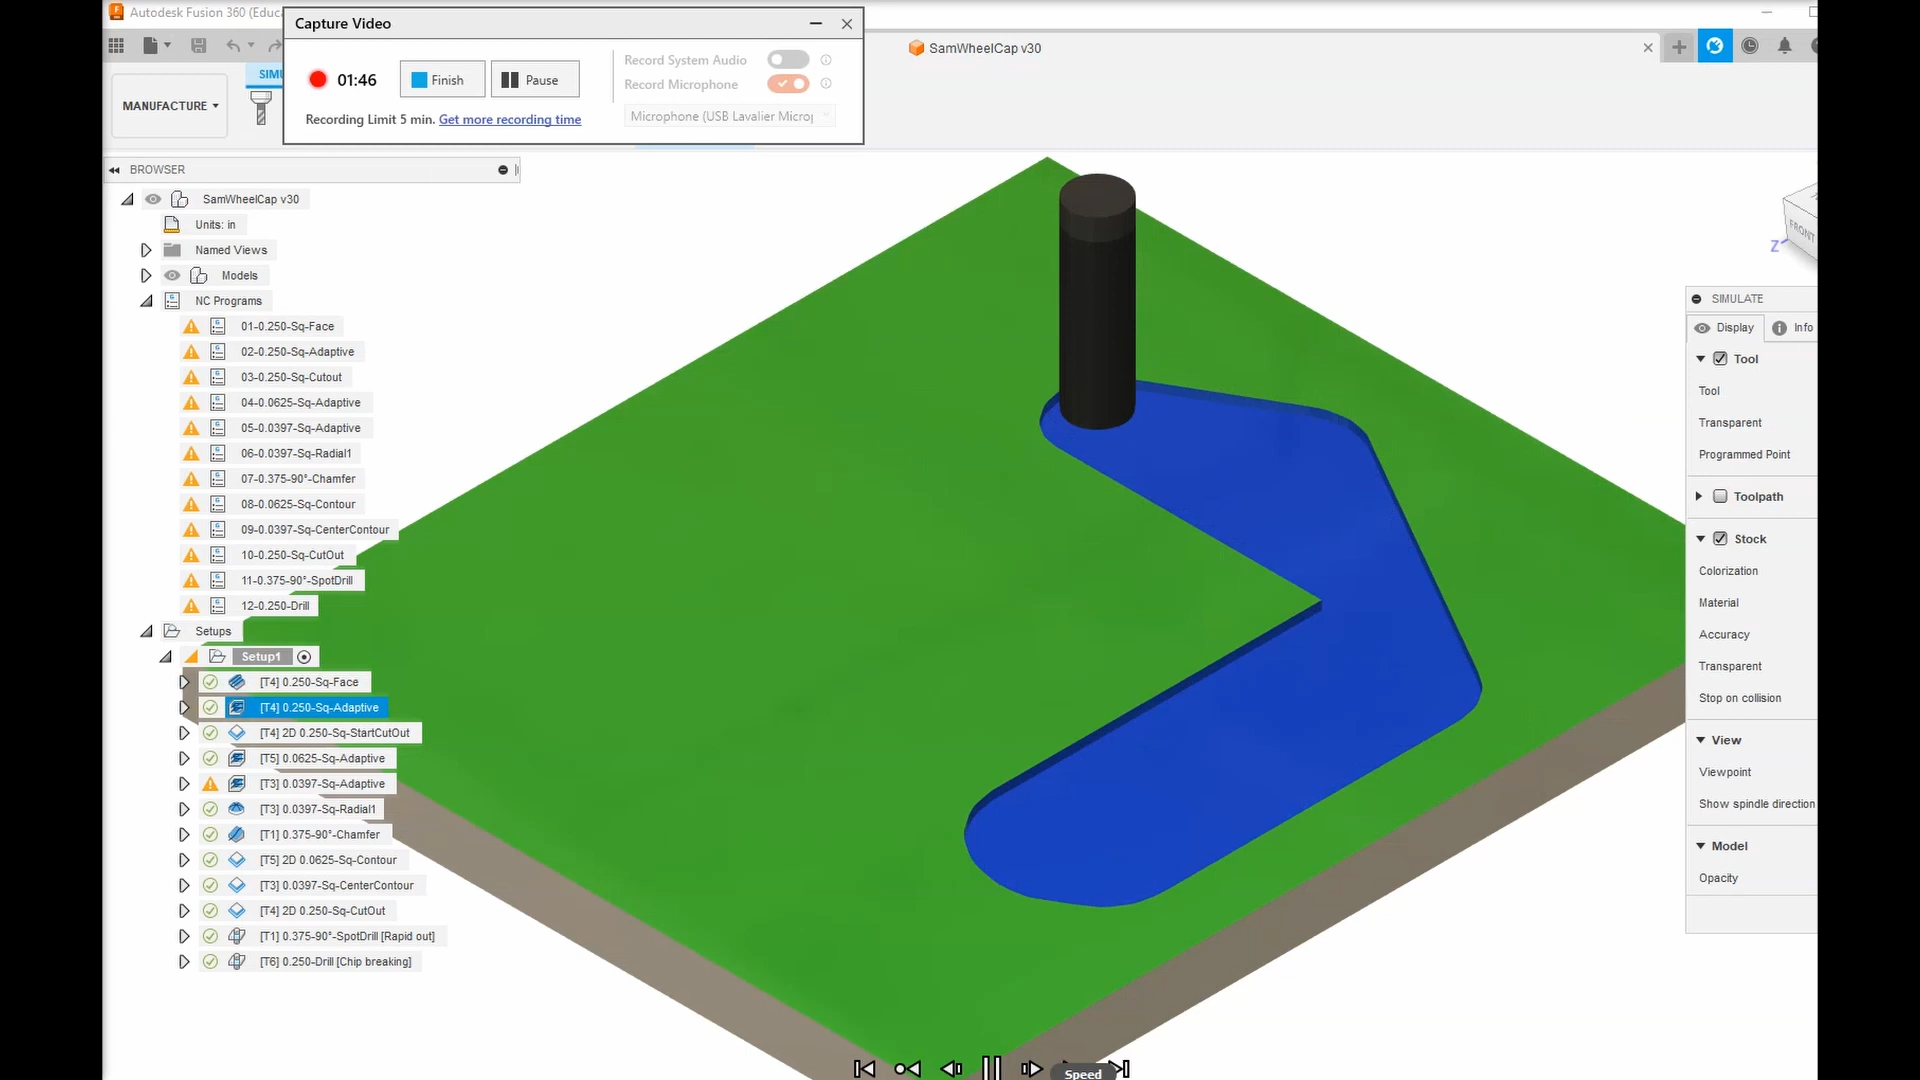 Autodesk Fusion 360 (Educ
Capture Video
01:46
Finish
Pause
Record System Audio
Record Microphone
Microphone (USB Lavalier Microp
Recording Limit 5 min. Get more recording time
SamWheelCap v30
MANUFACTURE
SIMU
BROWSER
SamWheelCap v30
Units: in
Named Views
Models
NC Programs
01-0.250-Sq-Face
02-0.250-Sq-Adaptive
03-0.250-Sq-Cutout
04-0.0625-Sq-Adaptive
05-0.0397-Sq-Adaptive
06-0.0397-Sq-Radial1
07-0.375-90°-Chamfer
08-0.0625-Sq-Contour
09-0.0397-Sq-CenterContour
10-0.250-Sq-CutOut
11-0.375-90°-SpotDrill
12-0.250-Drill
Setups
Setup1
[T4] 0.250-Sq-Face
[T4] 0.250-Sq-Adaptive
[T4] 2D 0.250-Sq-StartCutOut
[T5] 0.0625-Sq-Adaptive
[T3] 0.0397-Sq-Adaptive
[T3] 0.0397-Sq-Radial1
[T1] 0.375-90°-Chamfer
[T5] 2D 0.0625-Sq-Contour
[T3] 0.0397-Sq-CenterContour
[T4] 2D 0.250-Sq-CutOut
[T1] 0.375-90°-SpotDrill [Rapid out]
[T6] 0.250-Drill [Chip breaking]
FRONT
Z
SIMULATE
Display
Info
Tool
Tool
Transparent
Programmed Point
Toolpath
Stock
Colorization
Material
Accuracy
Transparent
Stop on collision
View
Viewpoint
Show spindle direction
Model
Opacity
Speed